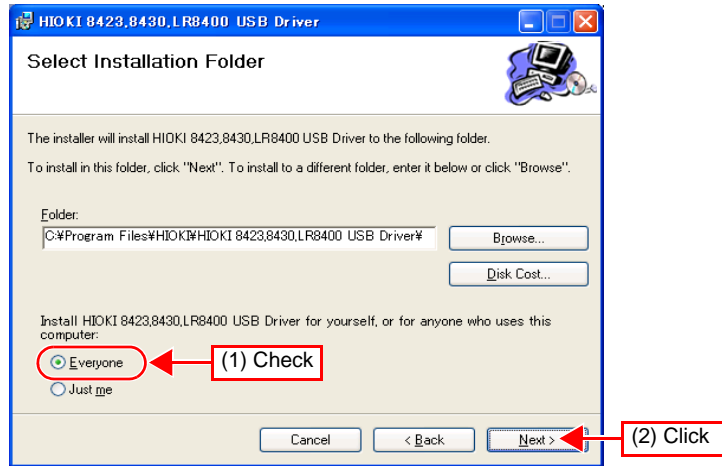 HIOKI 8423,8430,LR8400 USB Driver
Select Installation Folder
The installer will install HIOKI 8423,8430,LR8400 USB Driver to the following folder.
To install in this folder, click "Next". To install to a different folder, enter it below or click "Browse".
Folder:
C:¥Program Files¥HIOKI¥HIOKI 8423,8430,LR8400 USB Driver¥
Browse...
Disk Cost...
Install HIOKI 8423,8430,LR8400 USB Driver for yourself, or for anyone who uses this
computer:
Everyone
(1) Check
Just me
Cancel
< Back
Next >
(2) Click